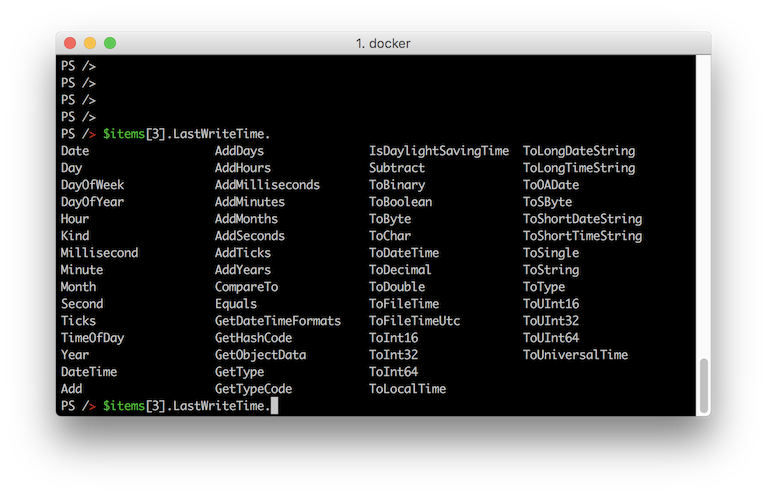 1. docker
PS />
PS />
PS />
PS />
PS /> $items[3].LastWriteTime.
Date AddDays IsDaylightSavingTime ToLongDateString
Day AddHours Subtract ToLongTimeString
DayOfWeek AddMilliseconds ToBinary ToOADate
DayOfYear AddMinutes ToBoolean ToSByte
Hour AddMonths ToByte ToShortDateString
Kind AddSeconds ToChar ToShortTimeString
Millisecond AddTicks ToDateTime ToSingle
Minute AddYears ToDecimal ToString
Month CompareTo ToDouble ToType
Second Equals ToFileTime ToUInt16
Ticks GetDateTimeFormats ToFileTimeUtc ToUInt32
TimeOfDay GetHashCode ToInt16 ToUInt64
Year GetObjectData ToInt32 ToUniversalTime
DateTime GetType ToInt64
Add GetTypeCode ToLocalTime
PS /> $items[3].LastWriteTime.